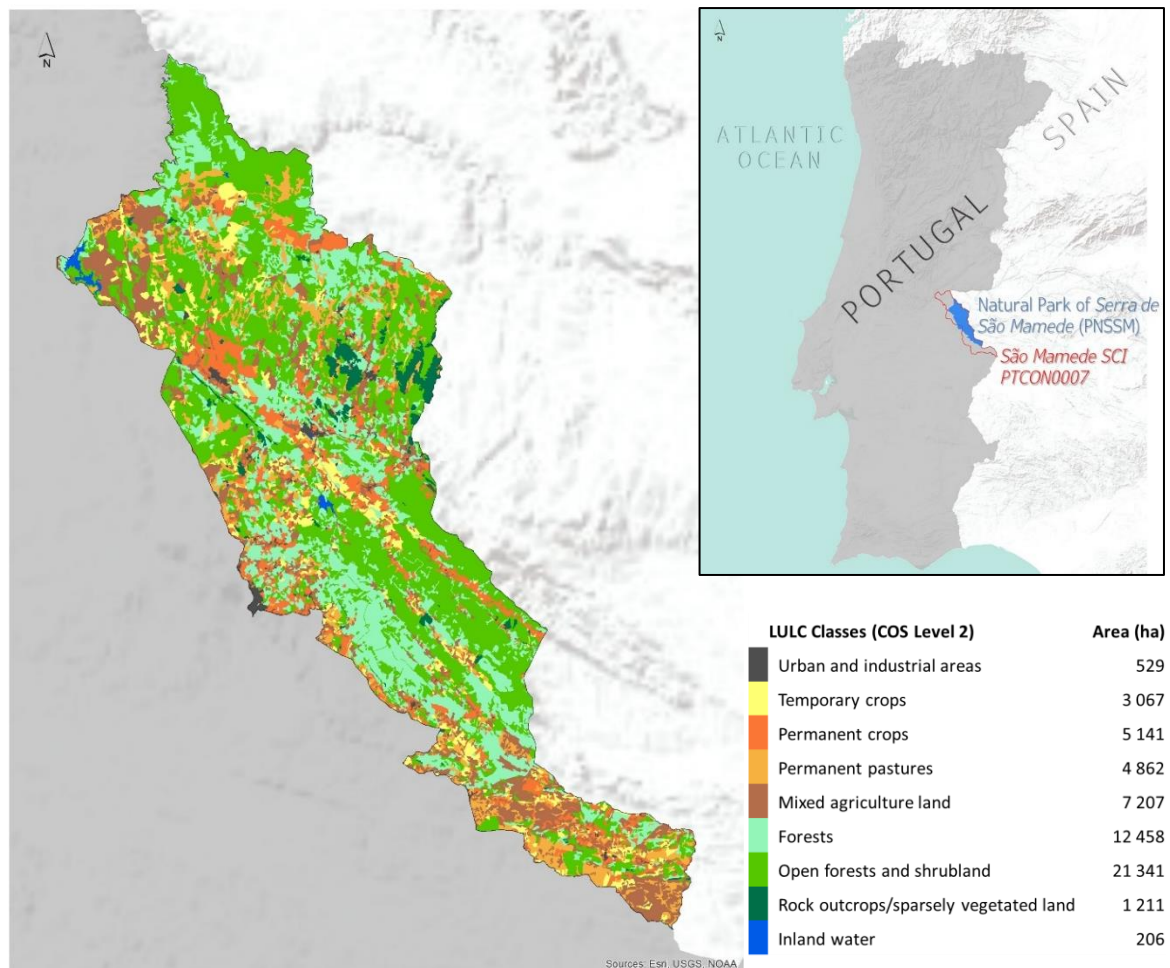 N
N
ATLANTIC
OCEAN
SPAIN
PORTUGAL
Natural Park of Serra de
São Mamede (PNSSM)
São Mamede SCI
PTCON0007
LULC Classes (COS Level 2) Area (ha)
Urban and industrial areas 529
Temporary crops 3 067
Permanent crops 5 141
Permanent pastures 4 862
Mixed agriculture land 7 207
Forests 12 458
Open forests and shrubland 21 341
Rock outcrops/sparsely vegetated land 1 211
Inland water 206
Sources: Esri, USGS, NOAA